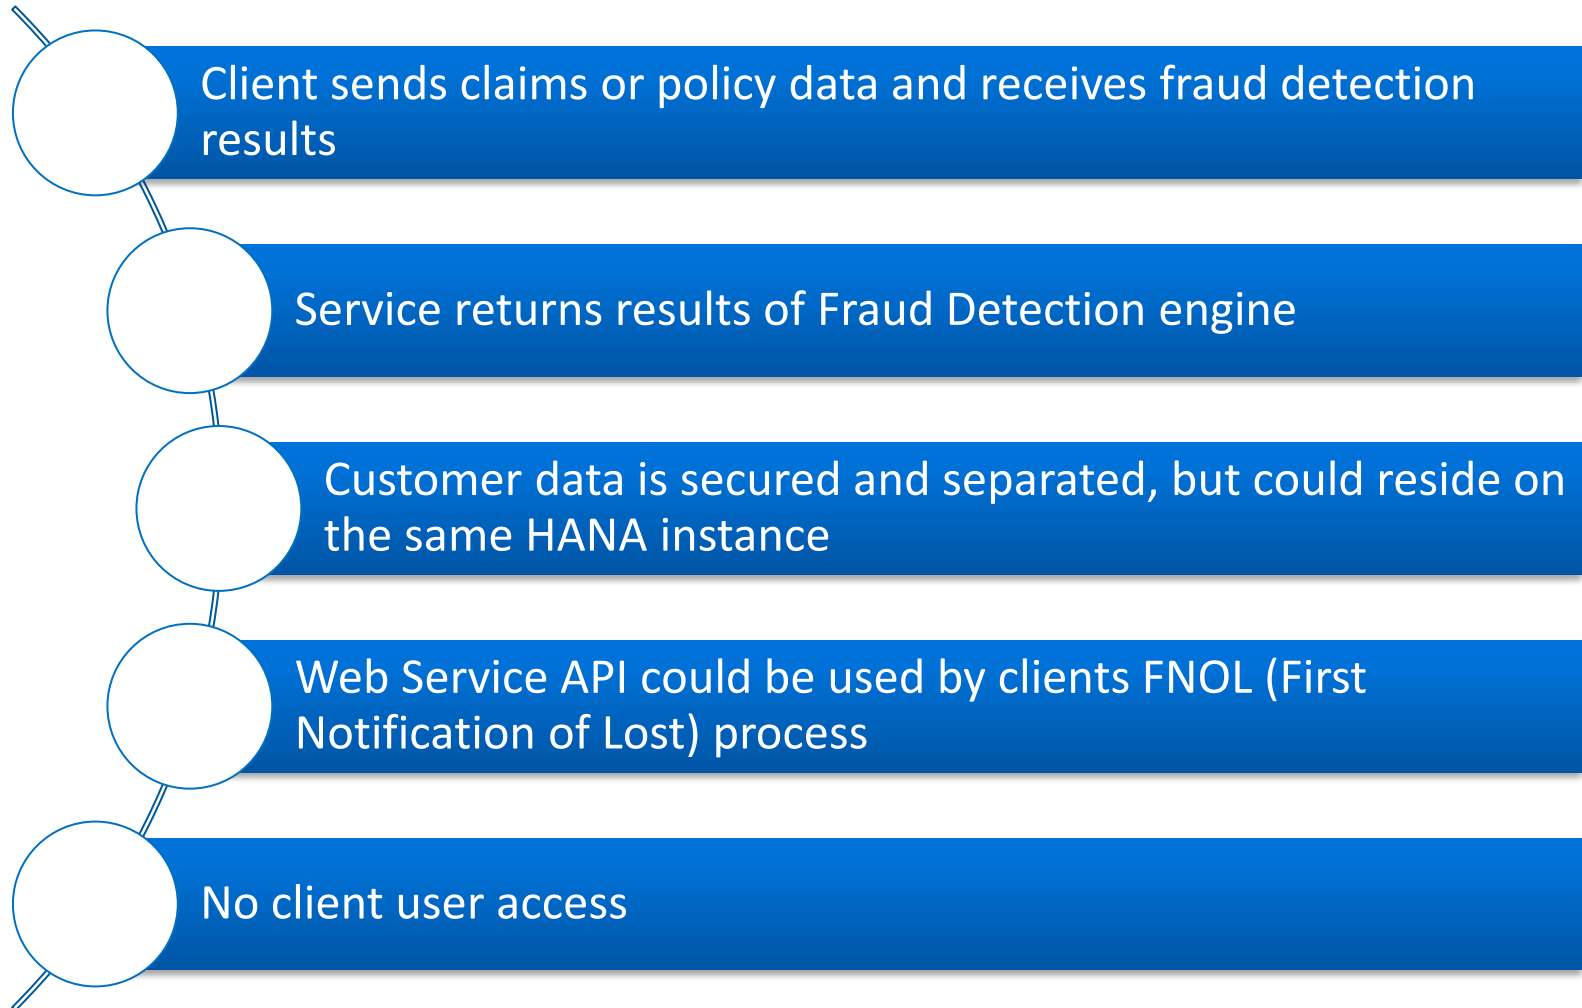 Client sends claims or policy data and receives fraud detection
results
Service returns results of Fraud Detection engine
Customer data is secured and separated, but could reside on
the same HANA instance
Web Service API could be used by clients FNOL (First
Notification of Lost) process
No client user access